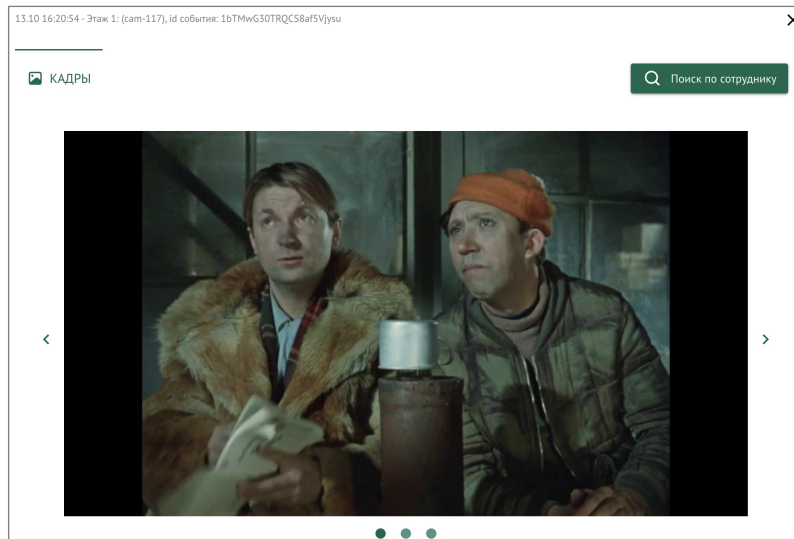 13.10 16:20:54 - Этаж 1: (cam-117), id события: 1bTMwG30TRQCS8af5Vjysu
КАДРЫ
Поиск по сотруднику